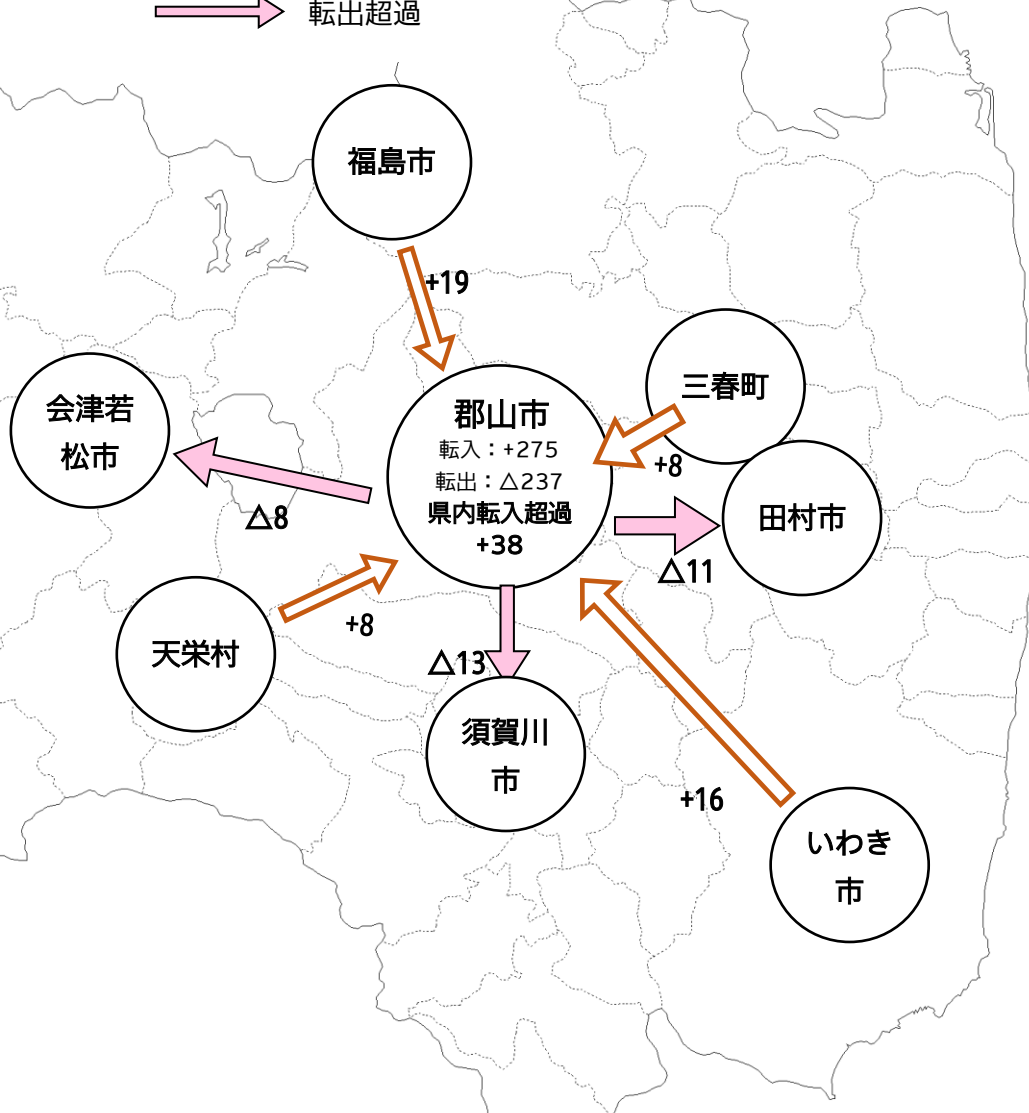 転出超過
福島市
+19
三春町
+8
会津若
松市
△8
郡山市
転入：+275
転出：△237
県内転入超過
+38
田村市
△11
天栄村
+8
△13
須賀川
市
+16
いわき
市